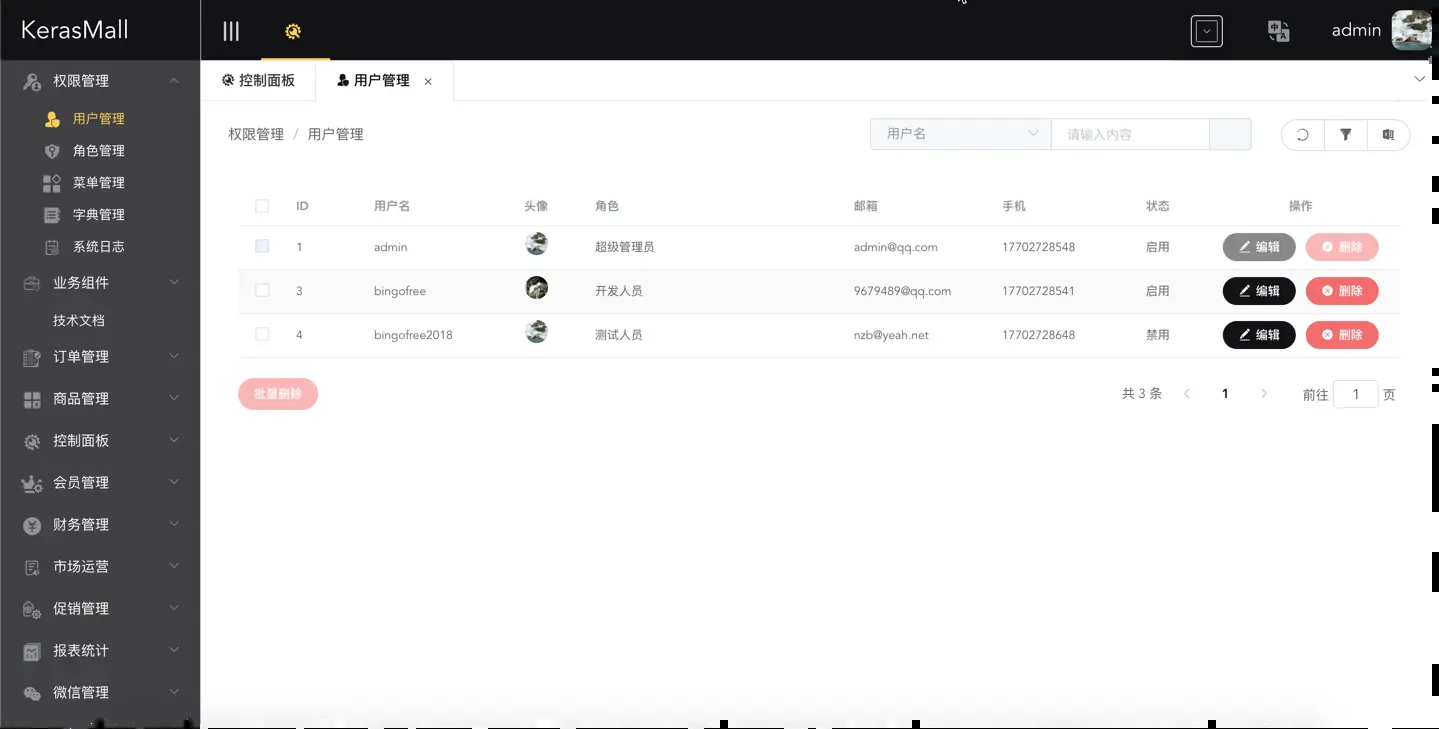 KerasMall
admin
权限管理
用户管理
角色管理
菜单管理
字典管理
系统日志
业务组件
技术文档
订单管理
商品管理
控制面板
会员管理
财务管理
市场运营
促销管理
报表统计
微信管理
控制面板 用户管理 ×
权限管理 / 用户管理 用户名 请输入内容
ID 用户名 头像 角色 邮箱 手机 状态 操作
1 admin 超级管理员 admin@qq.com 17702728548 启用 编辑 删除
3 bingofree 开发人员 9679489@qq.com 17702728541 启用 编辑 删除
4 bingofree2018 测试人员 nzb@yeah.net 17702728648 禁用 编辑 删除
批量删除 共 3 条 1 前往 1 页